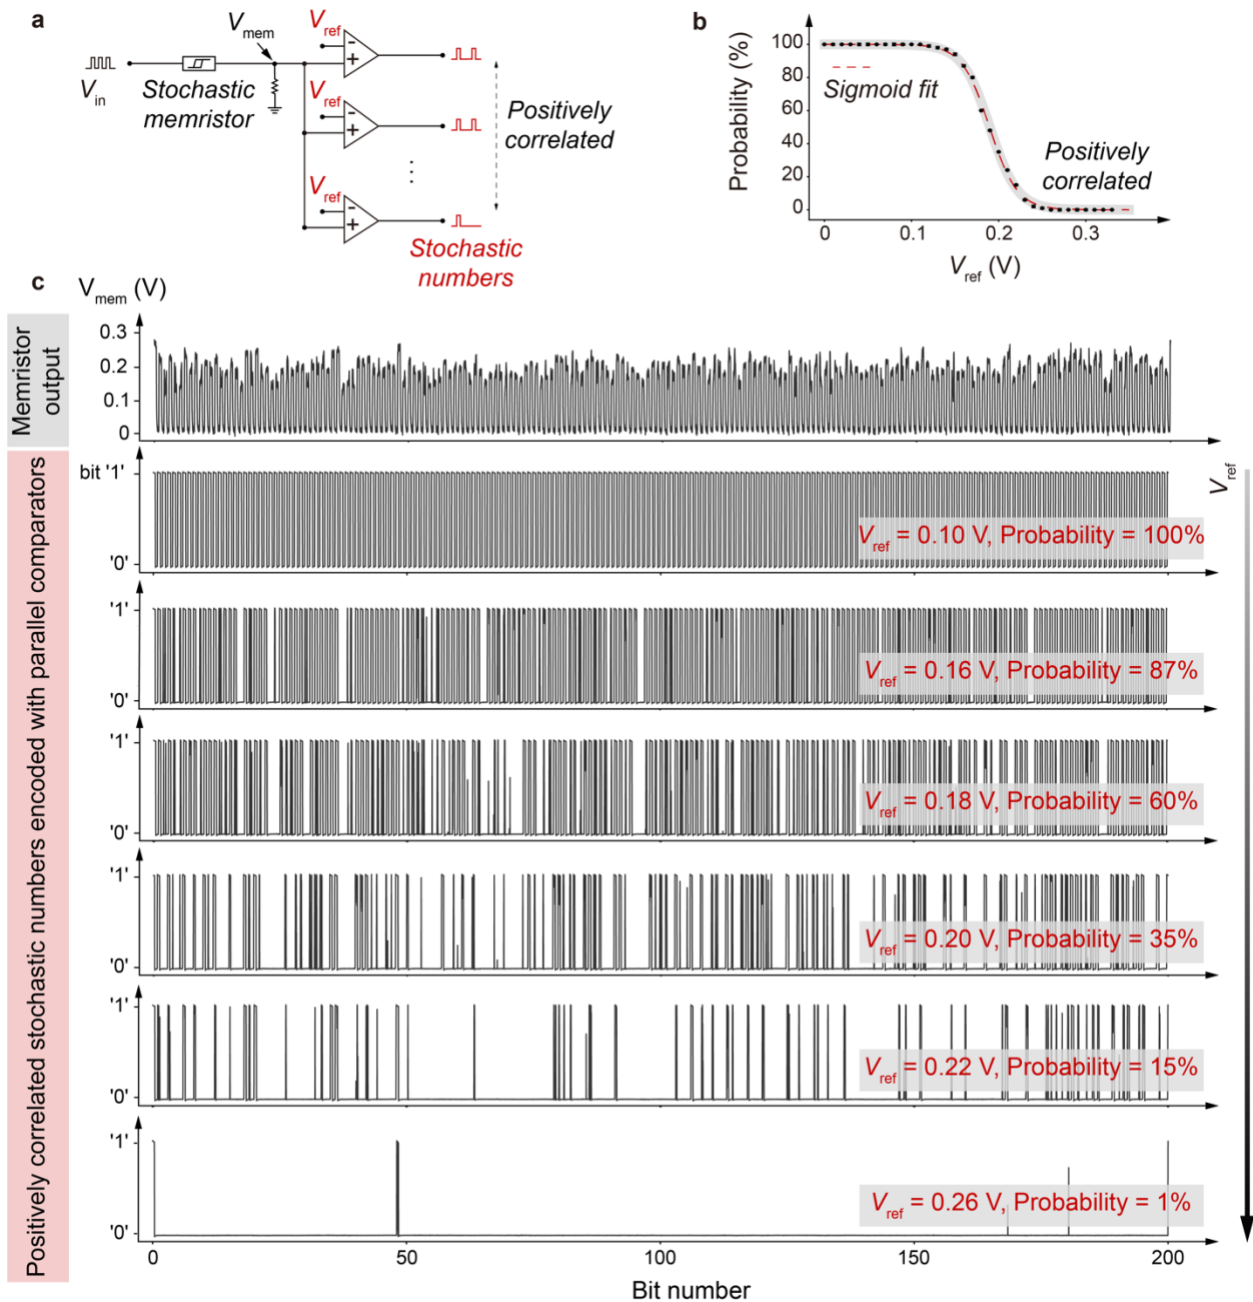 a
V_mem
V_in
Stochastic
memristor
V_ref
-
+
V_ref
-
+
V_ref
-
+
Positively
correlated
Stochastic
numbers
b
Probability (%)
100
80
60
40
20
0
Sigmoid fit
Positively
correlated
0 0.1 0.2 0.3
V_ref (V)
c
V_mem (V)
Memristor
output
0.3
0.2
0.1
0
Positively correlated stochastic numbers encoded with parallel comparators
V_ref
bit '1'
'0'
V_ref = 0.10 V, Probability = 100%
'1'
'0'
V_ref = 0.16 V, Probability = 87%
'1'
'0'
V_ref = 0.18 V, Probability = 60%
'1'
'0'
V_ref = 0.20 V, Probability = 35%
'1'
'0'
V_ref = 0.22 V, Probability = 15%
'1'
'0'
V_ref = 0.26 V, Probability = 1%
0 50 100 150 200
Bit number